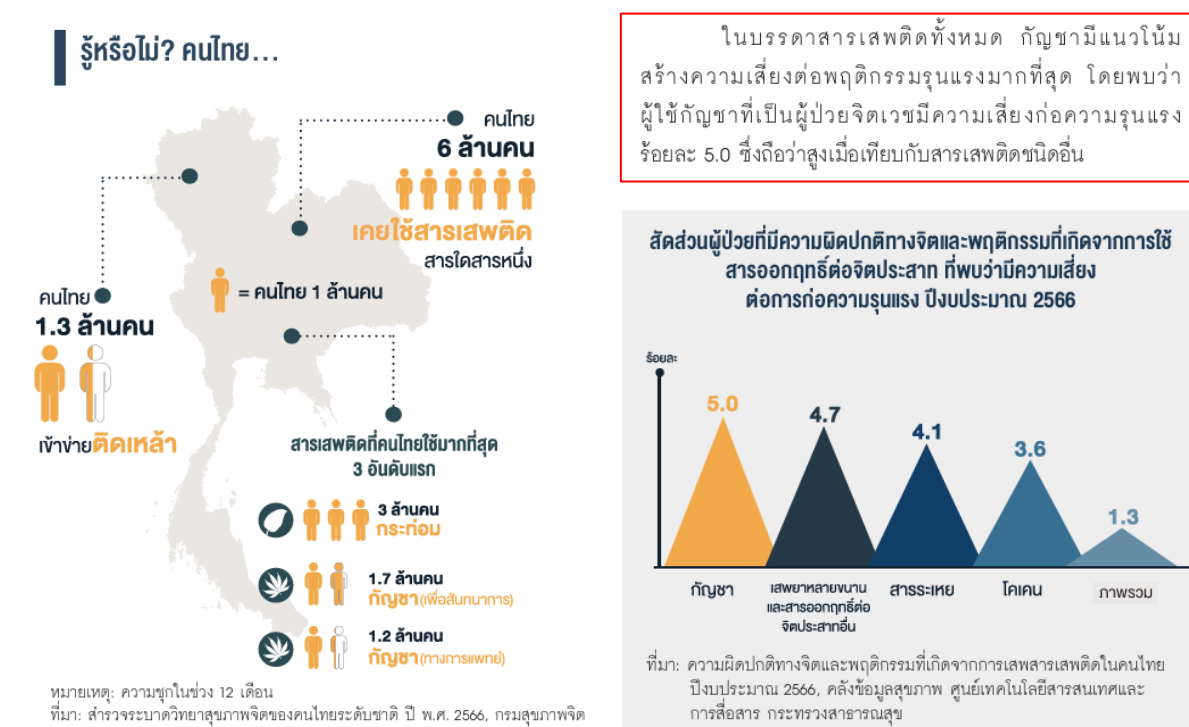 รู้หรือไม่? คนไทย...
คนไทย
6 ล้านคน
เคยใช้สารเสพติด
สารใดสารหนึ่ง
= คนไทย 1 ล้านคน
คนไทย
1.3 ล้านคน
เข้าข่ายติดเหล้า
สารเสพติดที่คนไทยใช้มากที่สุด
3 อันดับแรก
3 ล้านคน
กระท่อม
1.7 ล้านคน
กัญชา (เพื่อสันทนาการ)
1.2 ล้านคน
กัญชา (ทางการแพทย์)
หมายเหตุ: ความชุกในช่วง 12 เดือน
ที่มา: สำรวจระบาดวิทยาสุขภาพจิตของคนไทยระดับชาติ ปี พ.ศ. 2566, กรมสุขภาพจิต
ในบรรดาสารเสพติดทั้งหมด กัญชามีแนวโน้ม
สร้างความเสี่ยงต่อพฤติกรรมรุนแรงมากที่สุด โดยพบว่า
ผู้ใช้กัญชาที่เป็นผู้ป่วยจิตเวชมีความเสี่ยงก่อความรุนแรง
ร้อยละ 5.0 ซึ่งถือว่าสูงเมื่อเทียบกับสารเสพติดชนิดอื่น
สัดส่วนผู้ป่วยที่มีความผิดปกติทางจิตและพฤติกรรมที่เกิดจากการใช้
สารออกฤทธิ์ต่อจิตประสาท ที่พบว่ามีความเสี่ยง
ต่อการก่อความรุนแรง ปีงบประมาณ 2566
ร้อยละ
5.0
4.7
4.1
3.6
1.3
กัญชา
เสพยาหลายขนาน
และสารออกฤทธิ์ต่อ
จิตประสาทอื่น
สารระเหย
โคเคน
ภาพรวม
ที่มา: ความผิดปกติทางจิตและพฤติกรรมที่เกิดจากการเสพสารเสพติดในคนไทย
ปีงบประมาณ 2566, คลังข้อมูลสุขภาพ ศูนย์เทคโนโลยีสารสนเทศและ
การสื่อสาร กระทรวงสาธารณสุข